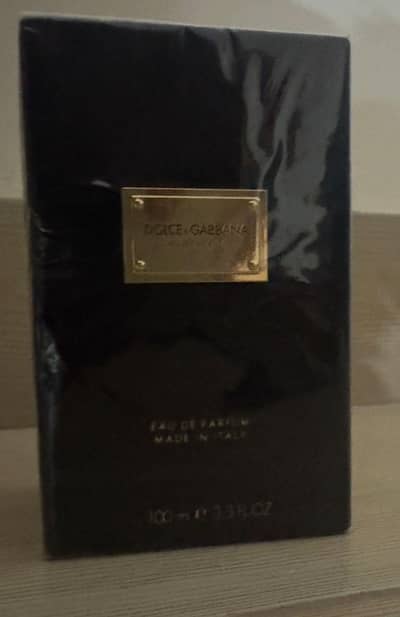 DOLCE & GABBANA
EAU DE PARFUM
MADE IN ITALY
100 ml ℮ 3.3 FL.OZ